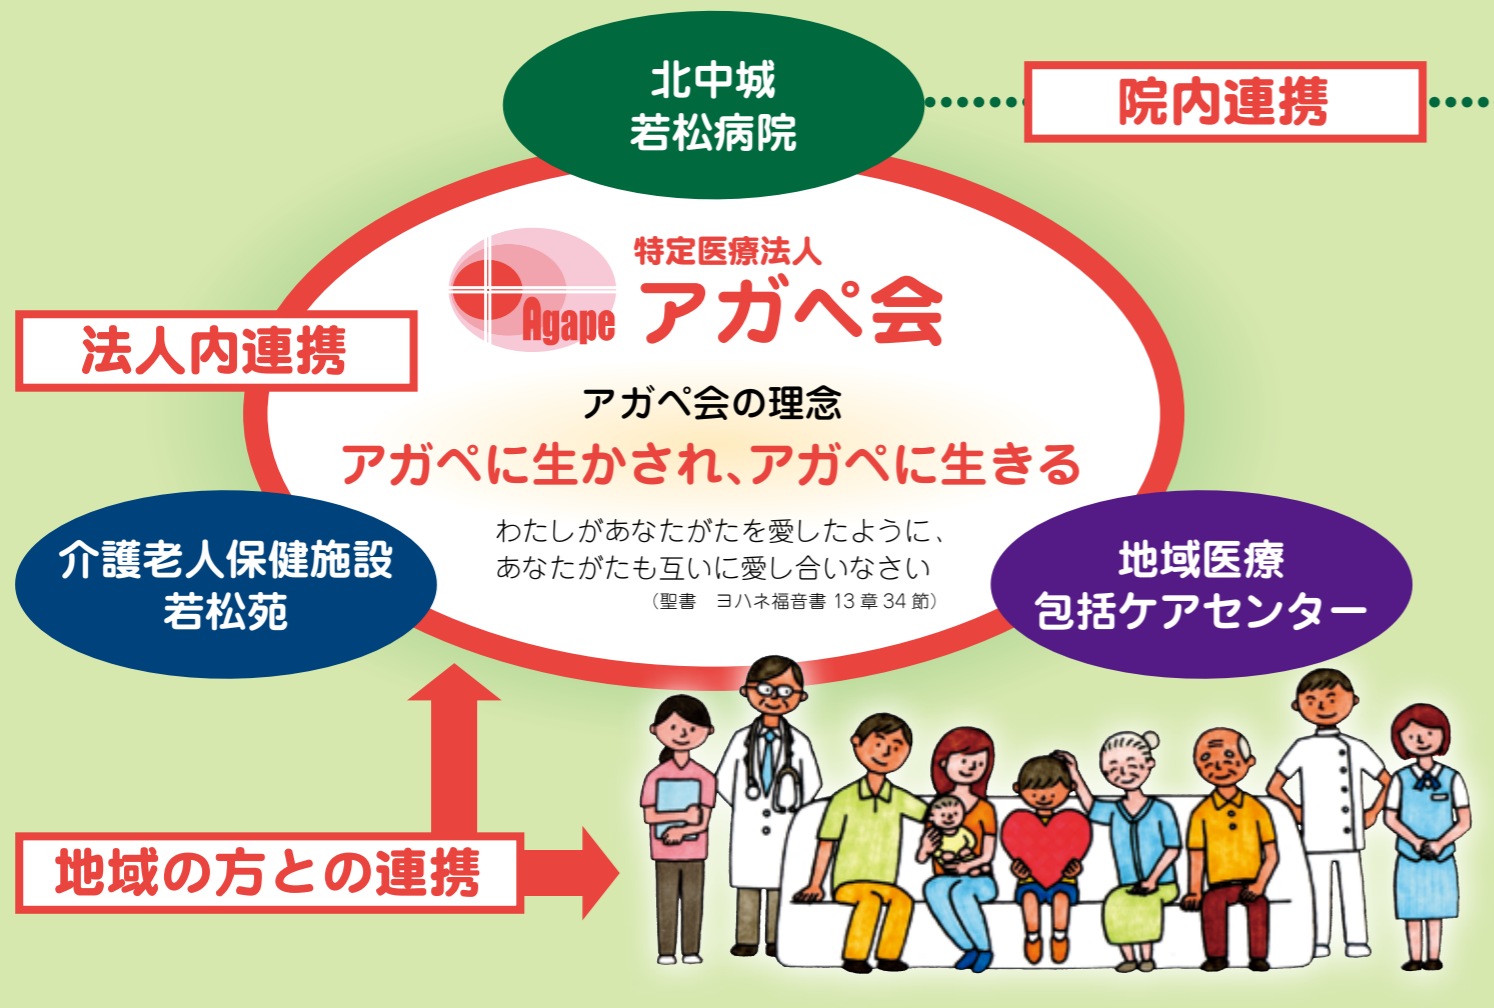 北中城
若松病院
院内連携
特定医療法人
アガペ会
Agape
法人内連携
アガペ会の理念
アガペに生かされ、アガペに生きる
わたしがあなたがたを愛したように、
あなたがたも互いに愛し合いなさい
（聖書　ヨハネ福音書 13 章 34 節）
介護老人保健施設
若松苑
地域医療
包括ケアセンター
地域の方との連携